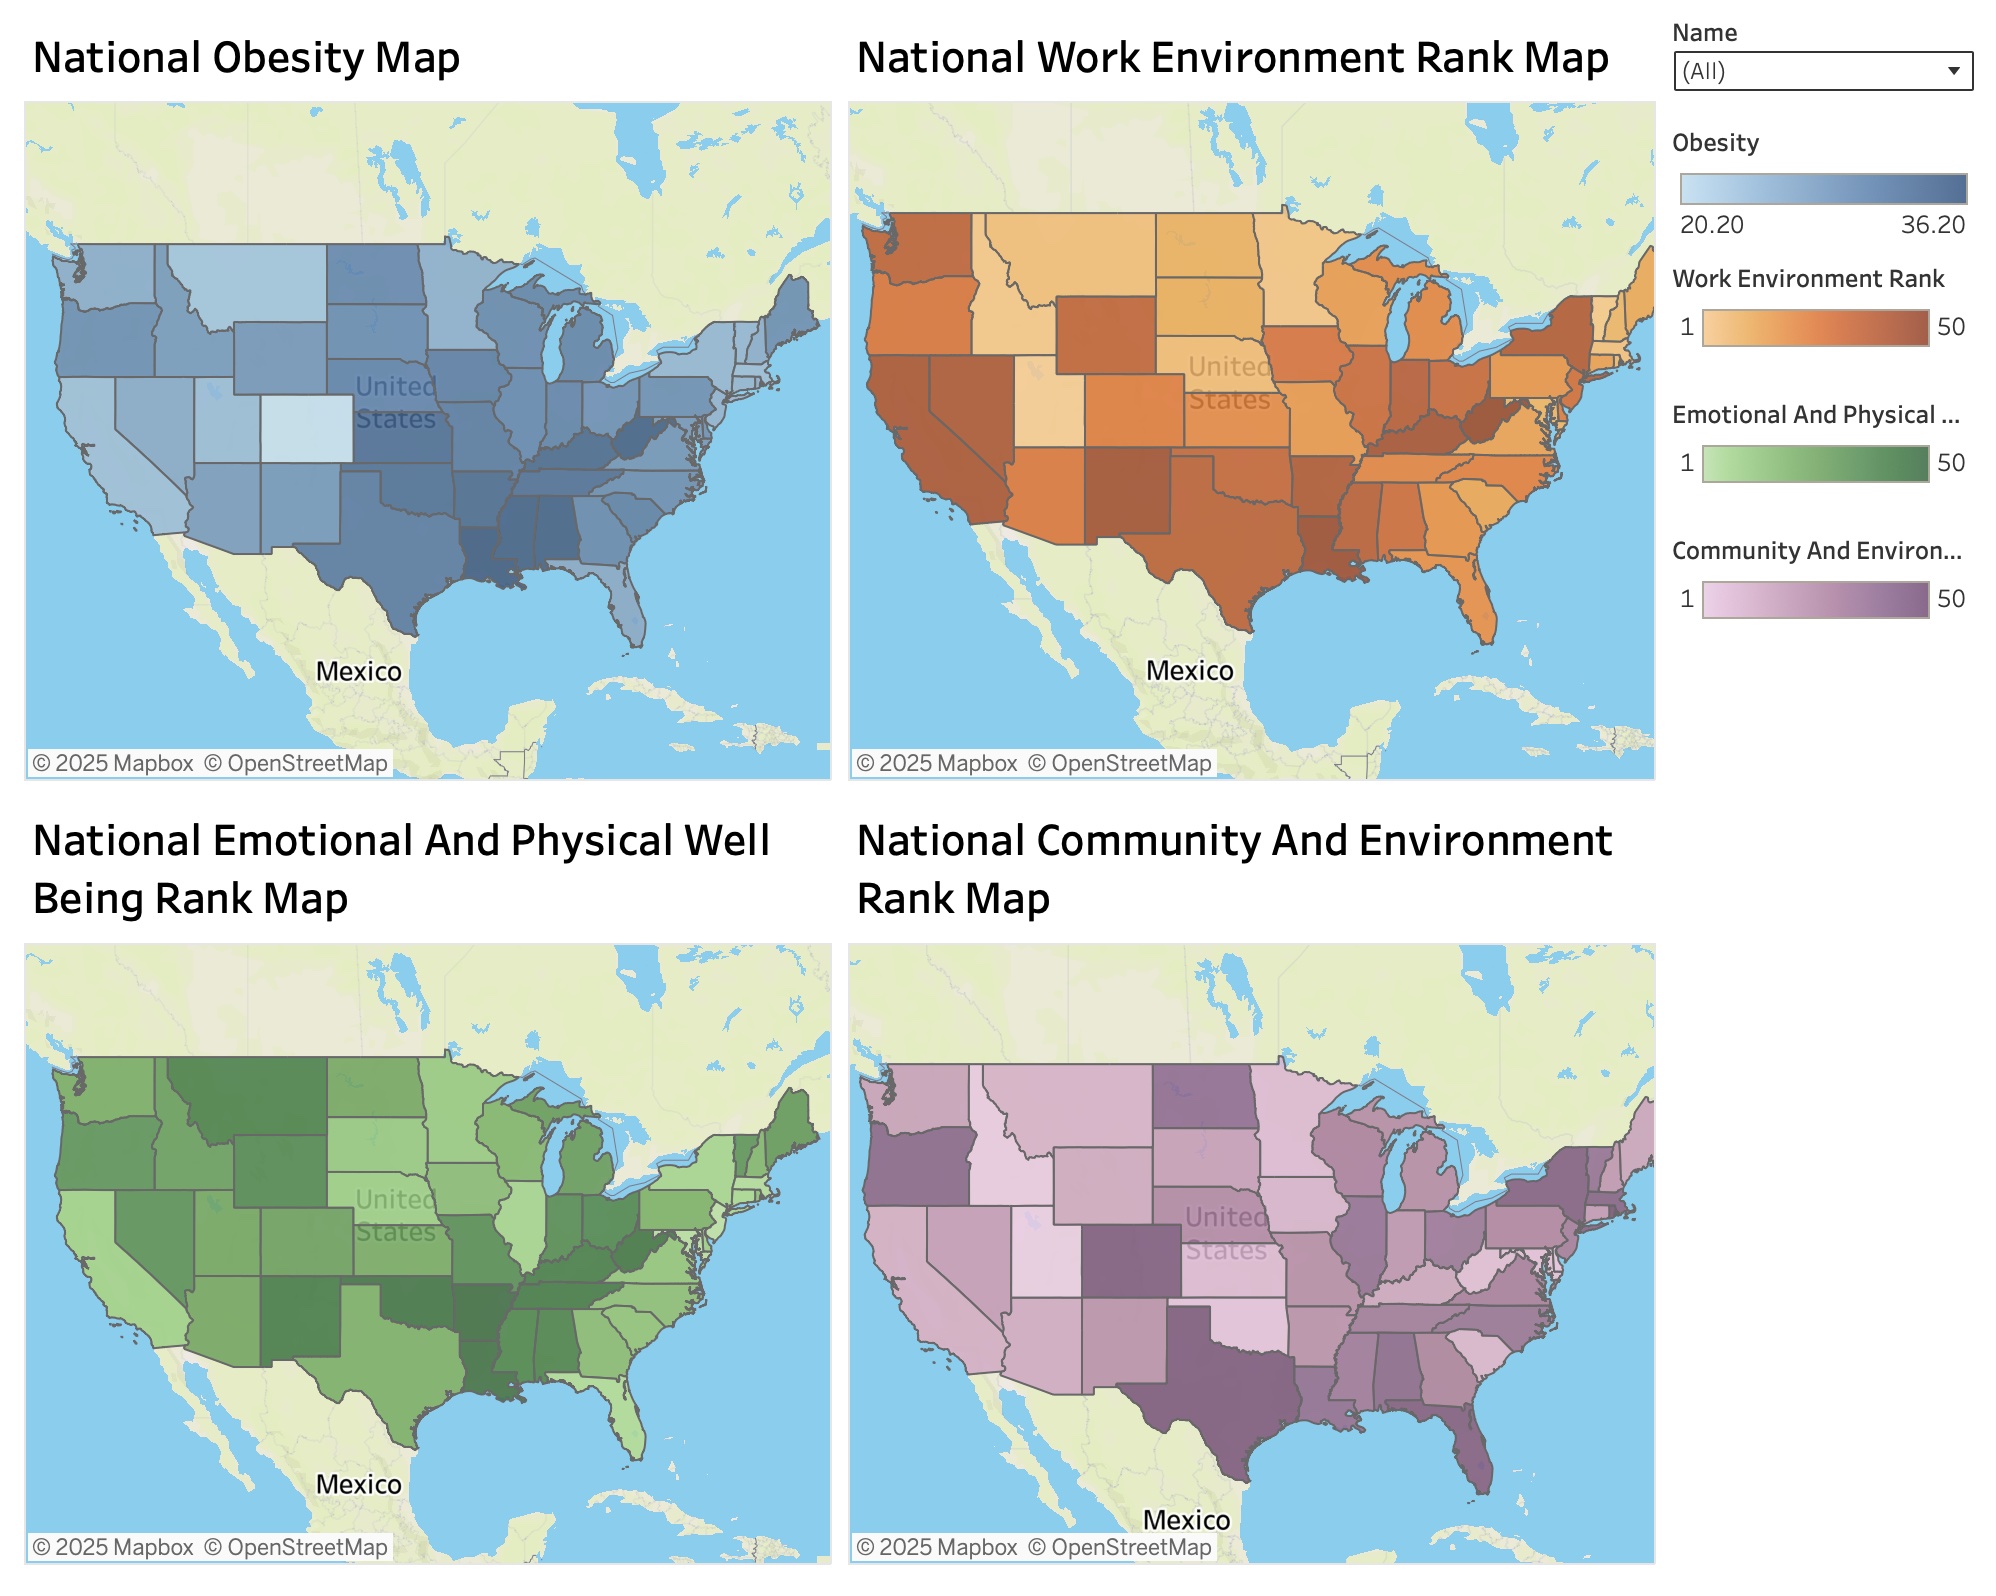 National Obesity Map
United
States
Mexico
© 2025 Mapbox © OpenStreetMap
National Work Environment Rank Map
United
States
Mexico
© 2025 Mapbox © OpenStreetMap
Name
(All)
Obesity
20.20 36.20
Work Environment Rank
1 50
Emotional And Physical ...
1 50
Community And Environ...
1 50
National Emotional And Physical Well
Being Rank Map
United
States
Mexico
© 2025 Mapbox © OpenStreetMap
National Community And Environment
Rank Map
United
States
Mexico
© 2025 Mapbox © OpenStreetMap